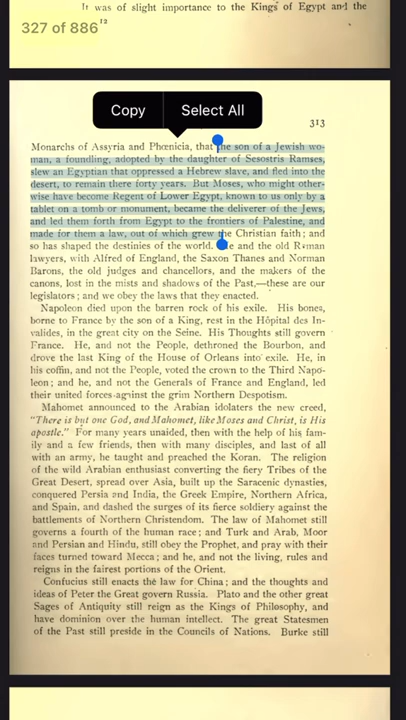 It was of slight importance to the Kings of Egypt and the
327 of 886
12
Copy
Select All
313
Monarchs of Assyria and Phœnicia, that the son of a Jewish wo-
man, a foundling, adopted by the daughter of Sesostris Ramses,
slew an Egyptian that oppressed a Hebrew slave, and fled into the
desert, to remain there forty years. But Moses, who might other-
wise have become Regent of Lower Egypt, known to us only by a
tablet on a tomb or monument, became the deliverer of the Jews,
and led them forth from Egypt to the frontiers of Palestine, and
made for them a law, out of which grew the Christian faith; and
so has shaped the destinies of the world. He and the old Roman
lawyers, with Alfred of England, the Saxon Thanes and Norman
Barons, the old judges and chancellors, and the makers of the
canons, lost in the mists and shadows of the Past,—these are our
legislators; and we obey the laws that they enacted.
Napoleon died upon the barren rock of his exile. His bones,
borne to France by the son of a King, rest in the Hôpital des In-
valides, in the great city on the Seine. His Thoughts still govern
France. He, and not the People, dethroned the Bourbon, and
drove the last King of the House of Orleans into exile. He, in
his coffin, and not the People, voted the crown to the Third Napo-
leon; and he, and not the Generals of France and England, led
their united forces against the grim Northern Despotism.
Mahomet announced to the Arabian idolaters the new creed,
"There is but one God, and Mahomet, like Moses and Christ, is His
apostle." For many years unaided, then with the help of his fam-
ily and a few friends, then with many disciples, and last of all
with an army, he taught and preached the Koran. The religion
of the wild Arabian enthusiast converting the fiery Tribes of the
Great Desert, spread over Asia, built up the Saracenic dynasties,
conquered Persia and India, the Greek Empire, Northern Africa,
and Spain, and dashed the surges of its fierce soldiery against the
battlements of Northern Christendom. The law of Mahomet still
governs a fourth of the human race; and Turk and Arab, Moor
and Persian and Hindu, still obey the Prophet, and pray with their
faces turned toward Mecca; and he, and not the living, rules and
reigns in the fairest portions of the Orient.
Confucius still enacts the law for China; and the thoughts and
ideas of Peter the Great govern Russia. Plato and the other great
Sages of Antiquity still reign as the Kings of Philosophy, and
have dominion over the human intellect. The great Statesmen
of the Past still preside in the Councils of Nations. Burke still